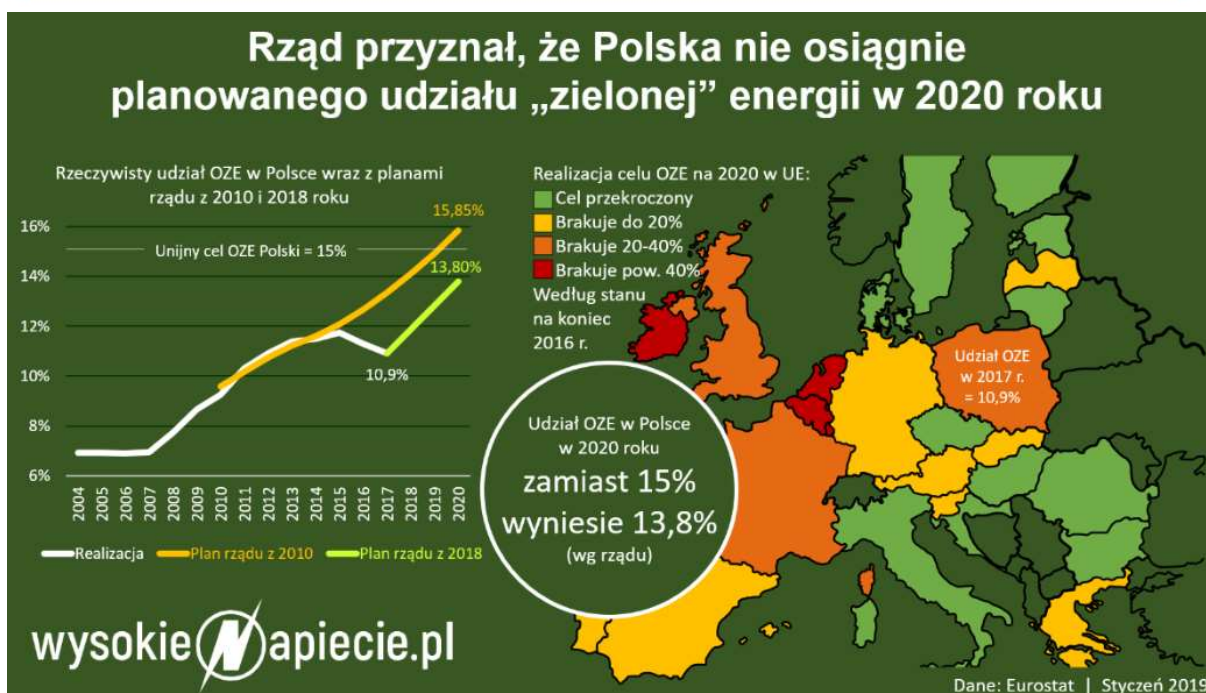 Rząd przyznał, że Polska nie osiągnie
planowanego udziału „zielonej” energii w 2020 roku
Rzeczywisty udział OZE w Polsce wraz z planami
rządu z 2010 i 2018 roku
16%
14%
12%
10%
8%
6%
Unijny cel OZE Polski = 15%
15,85%
13,80%
10,9%
2004
2005
2006
2007
2008
2009
2010
2011
2012
2013
2014
2015
2016
2017
2018
2019
2020
Realizacja
Plan rządu z 2010
Plan rządu z 2018
Realizacja celu OZE na 2020 w UE:
Cel przekroczony
Brakuje do 20%
Brakuje 20-40%
Brakuje pow. 40%
Według stanu
na koniec
2016 r.
Udział OZE
w 2017 r.
= 10,9%
Udział OZE w Polsce
w 2020 roku
zamiast 15%
wyniesie 13,8%
(wg rządu)
wysokieNapiecie.pl
Dane: Eurostat | Styczeń 2019